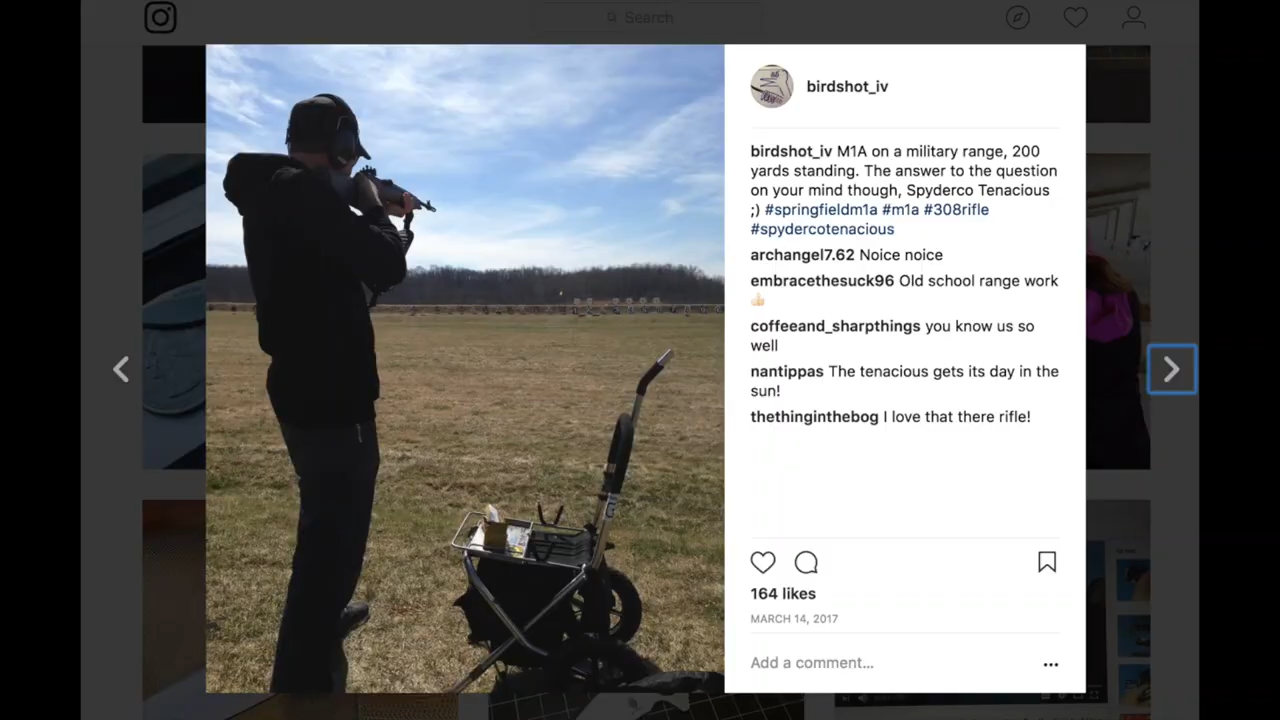 Search
birdshot_iv
birdshot_iv M1A on a military range, 200
yards standing. The answer to the question
on your mind though, Spyderco Tenacious
;) #springfieldm1a #m1a #308rifle
#spydercotenacious
archangel7.62 Noice noice
embracethesuck96 Old school range work
👍🏻
coffeeand_sharpthings you know us so
well
nantippas The tenacious gets its day in the
sun!
thethinginthebog I love that there rifle!
164 likes
MARCH 14, 2017
Add a comment...